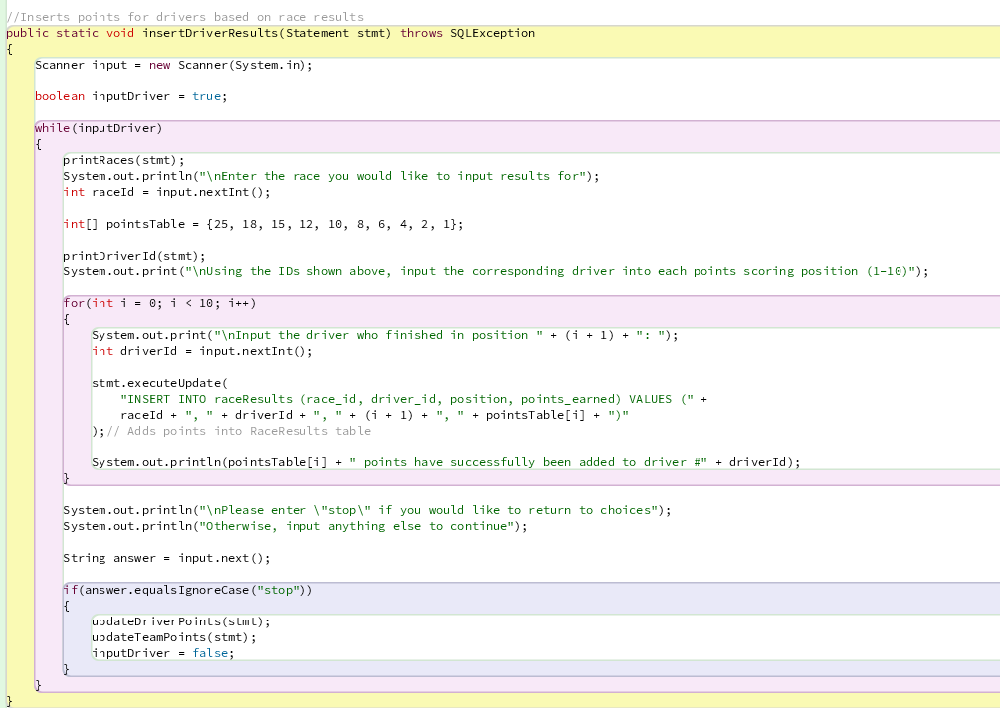 //Inserts points for drivers based on race results
public static void insertDriverResults(Statement stmt) throws SQLException
{
Scanner input = new Scanner(System.in);
boolean inputDriver = true;
while(inputDriver)
{
printRaces(stmt);
System.out.println("\nEnter the race you would like to input results for");
int raceId = input.nextInt();
int[] pointsTable = {25, 18, 15, 12, 10, 8, 6, 4, 2, 1};
printDriverId(stmt);
System.out.print("\nUsing the IDs shown above, input the corresponding driver into each points scoring position (1-10)");
for(int i = 0; i < 10; i++)
{
System.out.print("\nInput the driver who finished in position " + (i + 1) + ": ");
int driverId = input.nextInt();
stmt.executeUpdate(
"INSERT INTO raceResults (race_id, driver_id, position, points_earned) VALUES (" +
raceId + ", " + driverId + ", " + (i + 1) + ", " + pointsTable[i] + ")"
);// Adds points into RaceResults table
System.out.println(pointsTable[i] + " points have successfully been added to driver #" + driverId);
}
System.out.println("\nPlease enter \"stop\" if you would like to return to choices");
System.out.println("Otherwise, input anything else to continue");
String answer = input.next();
if(answer.equalsIgnoreCase("stop"))
{
updateDriverPoints(stmt);
updateTeamPoints(stmt);
inputDriver = false;
}
}
}